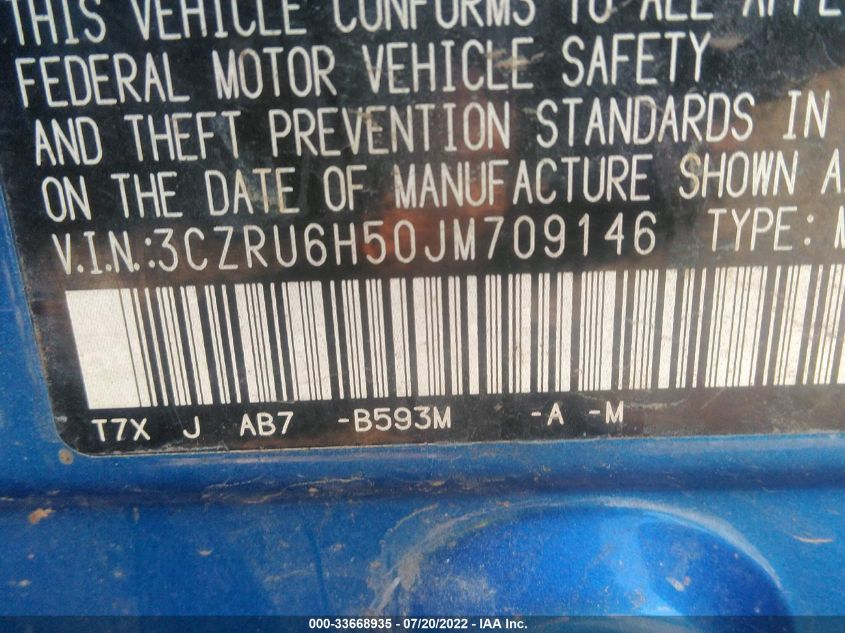 THIS VEHICLE CONFORMS TO ALL
FEDERAL MOTOR VEHICLE SAFETY
AND THEFT PREVENTION STANDARDS IN
ON THE DATE OF MANUFACTURE SHOWN
V.I.N.:3CZRU6H50JM709146 TYPE:
T7X J AB7 -B593M -A -M
000-33668935 - 07/20/2022 - IAA Inc.